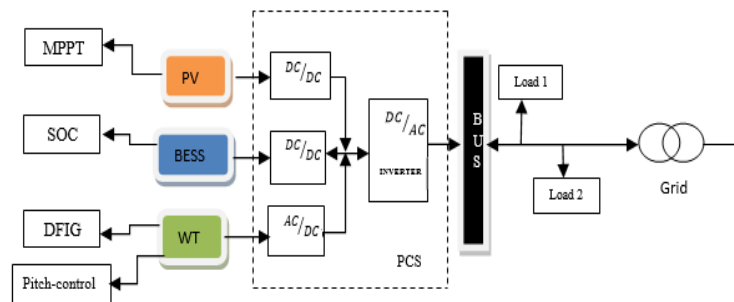 MPPT
PV
DC/DC
SOC
BESS
DC/DC
DFIG
WT
AC/DC
Pitch-control
DC/AC
INVERTER
PCS
BUS
Load 1
Load 2
Grid